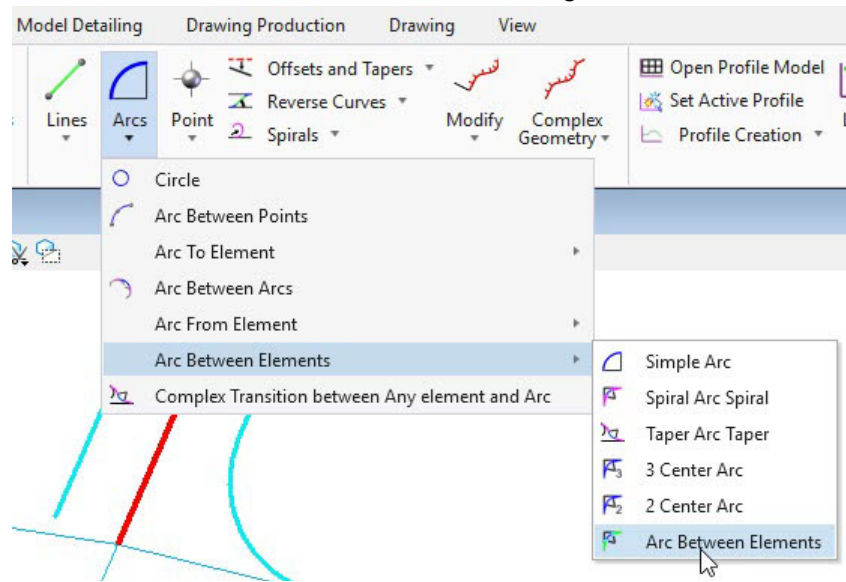 Model Detailing Drawing Production Drawing View
Lines
Arcs
Point
Offsets and Tapers
Reverse Curves
Spirals
Modify
Complex
Geometry
Open Profile Model
Set Active Profile
Profile Creation
Circle
Arc Between Points
Arc To Element
Arc Between Arcs
Arc From Element
Arc Between Elements
Complex Transition between Any element and Arc
Simple Arc
Spiral Arc Spiral
Taper Arc Taper
3 Center Arc
2 Center Arc
Arc Between Elements